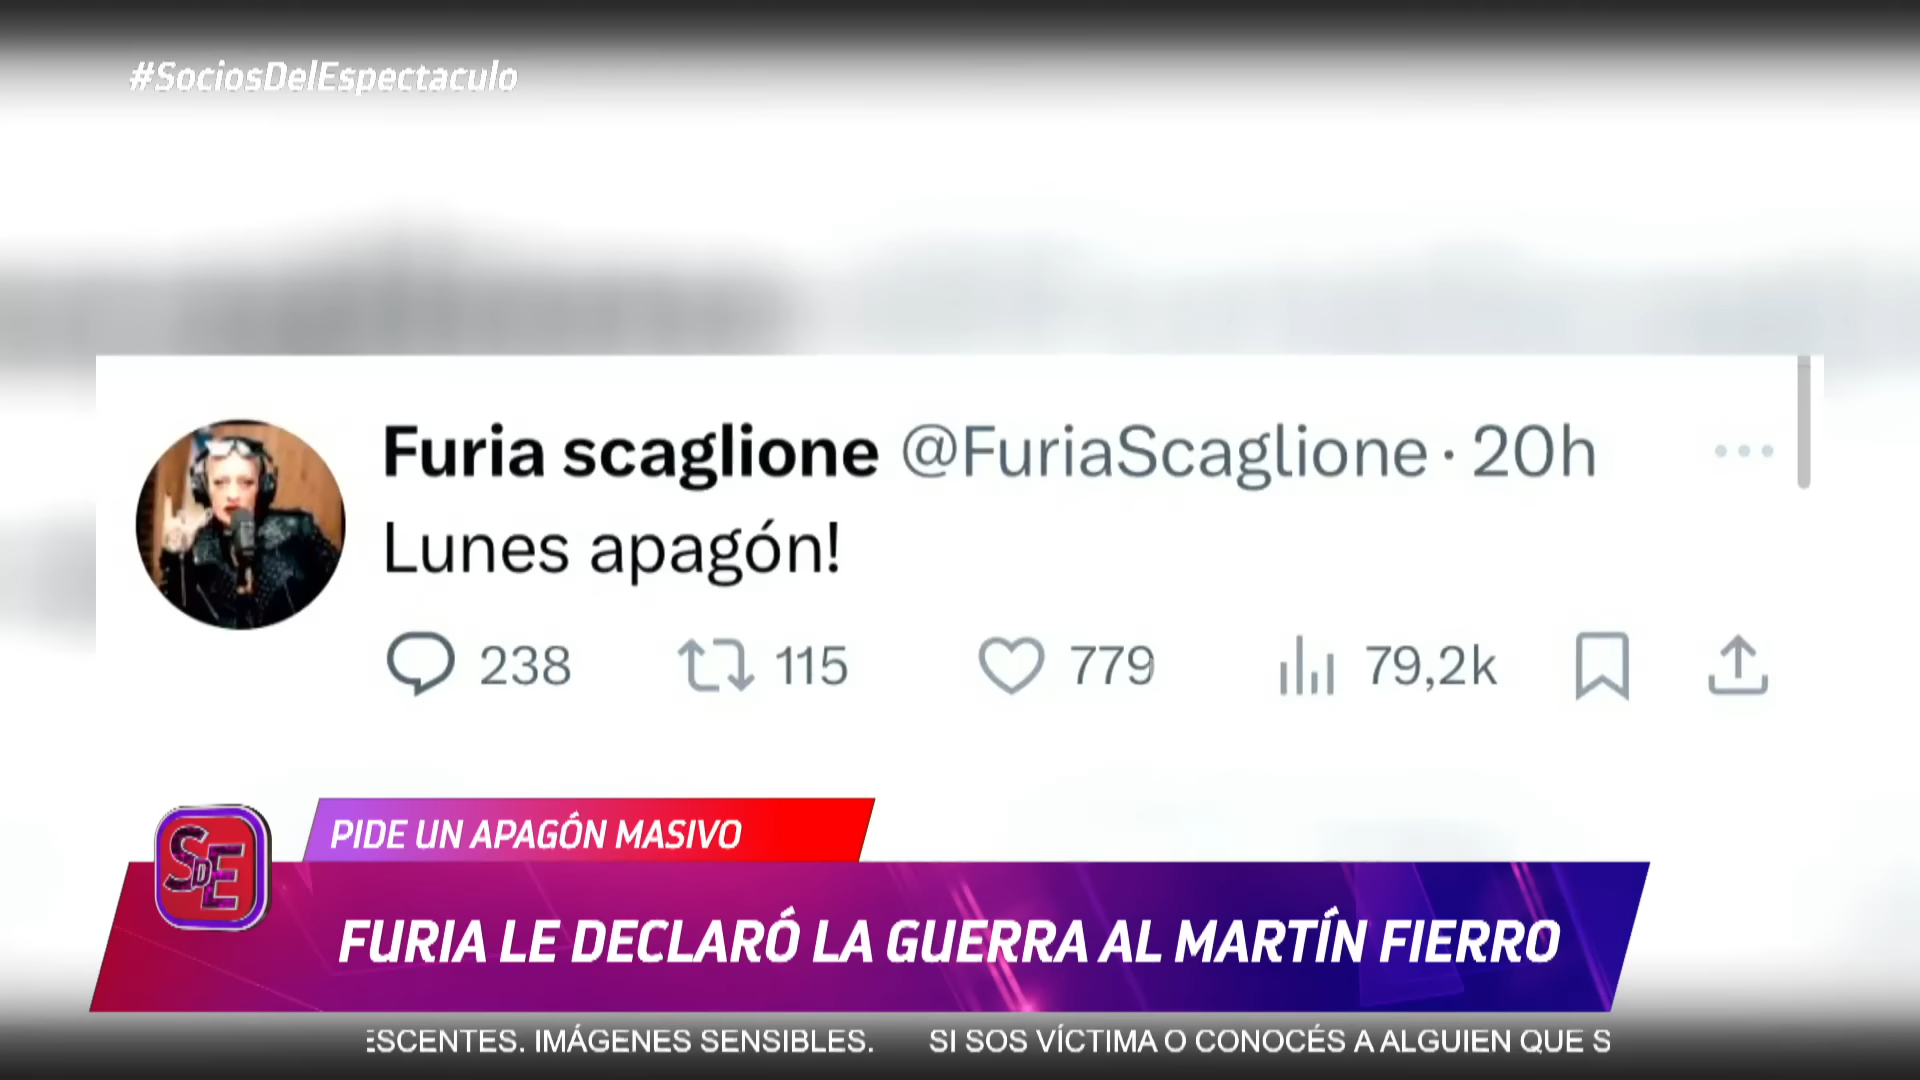 #SociosDelEspectaculo
Furia scaglione @FuriaScaglione · 20h
Lunes apagón!
238 115 779 79,2k
PIDE UN APAGÓN MASIVO
SDE
FURIA LE DECLARÓ LA GUERRA AL MARTÍN FIERRO
ESCENTES. IMÁGENES SENSIBLES. SI SOS VÍCTIMA O CONOCÉS A ALGUIEN QUE S